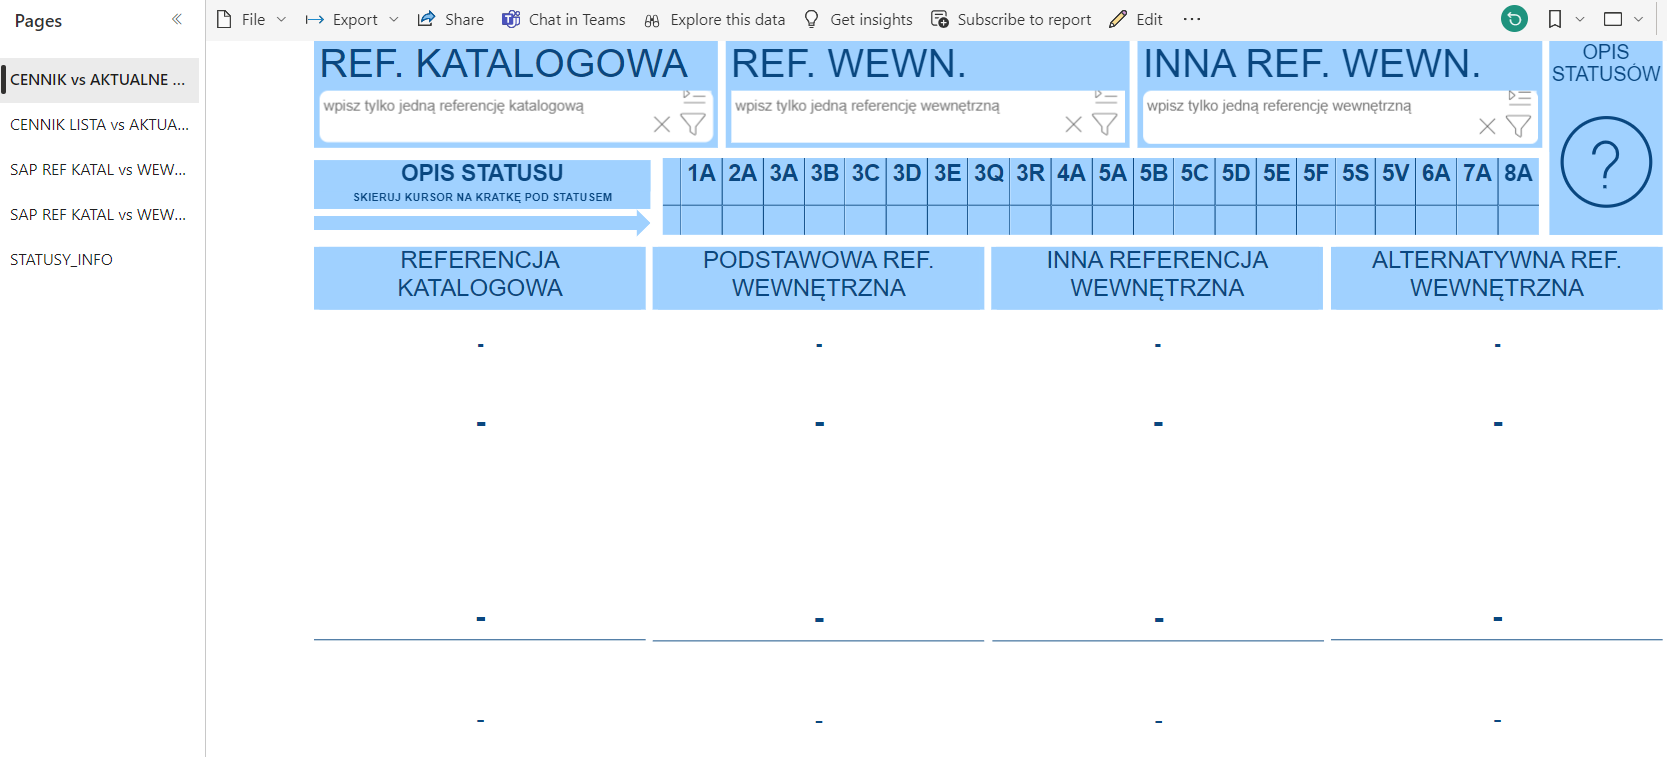 Pages
CENNIK vs AKTUALNE ...
CENNIK LISTA vs AKTUA...
SAP REF KATAL vs WEW...
SAP REF KATAL vs WEW...
STATUSY_INFO
File Export Share Chat in Teams Explore this data Get insights Subscribe to report Edit ...
REF. KATALOGOWA
wpisz tylko jedną referencję katalogową
REF. WEWN.
wpisz tylko jedną referencję wewnętrzną
INNA REF. WEWN.
wpisz tylko jedną referencję wewnętrzną
OPIS
STATUSÓW
?
OPIS STATUSU
SKIERUJ KURSOR NA KRATKĘ POD STATUSEM
1A 2A 3A 3B 3C 3D 3E 3Q 3R 4A 5A 5B 5C 5D 5E 5F 5S 5V 6A 7A 8A
REFERENCJA
KATALOGOWA
PODSTAWOWA REF.
WEWNĘTRZNA
INNA REFERENCJA
WEWNĘTRZNA
ALTERNATYWNA REF.
WEWNĘTRZNA
- - - -
- - - -
- - - -
- - - -